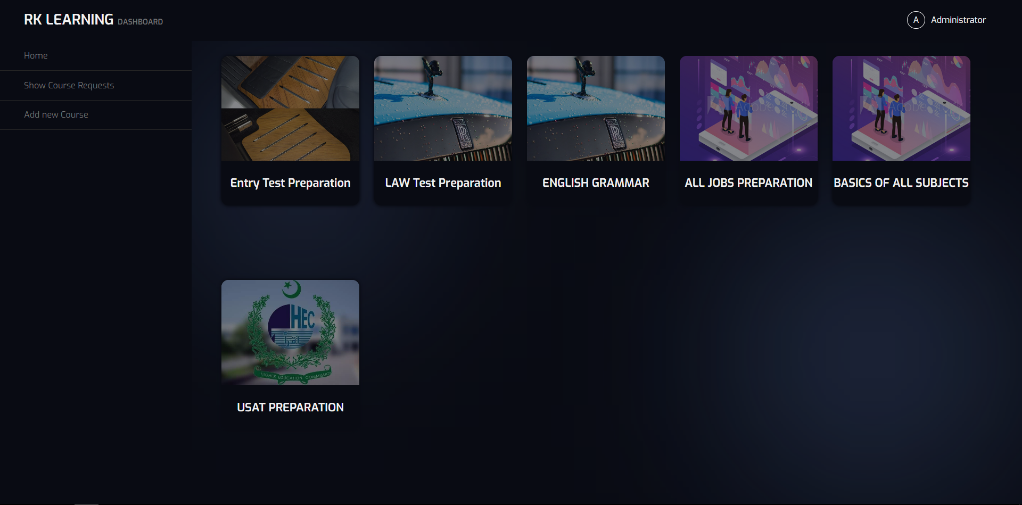 RK LEARNING DASHBOARD
A Administrator
Home
Show Course Requests
Add new Course
Entry Test Preparation
LAW Test Preparation
ENGLISH GRAMMAR
ALL JOBS PREPARATION
BASICS OF ALL SUBJECTS
HEC
USAT PREPARATION